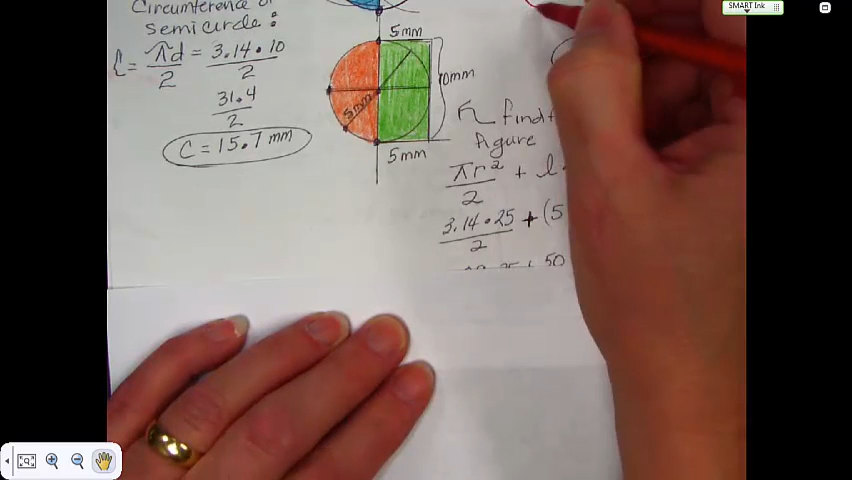 Circumference of
semicircle:
C = πd/2 = 3.14·10/2
31.4/2
C = 15.7 mm
5mm
10mm
5mm
5mm
find
figure
πr²/2 + l
3.14·25/2 + (5
50
SMART Ink